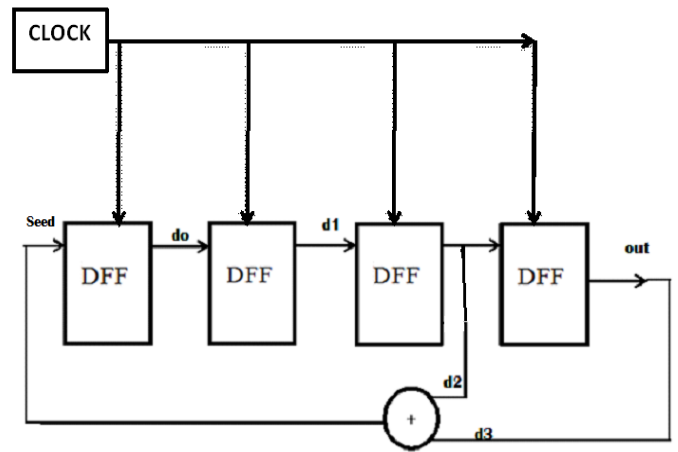 CLOCK
Seed
do
d1
out
DFF
DFF
DFF
DFF
d2
+
d3